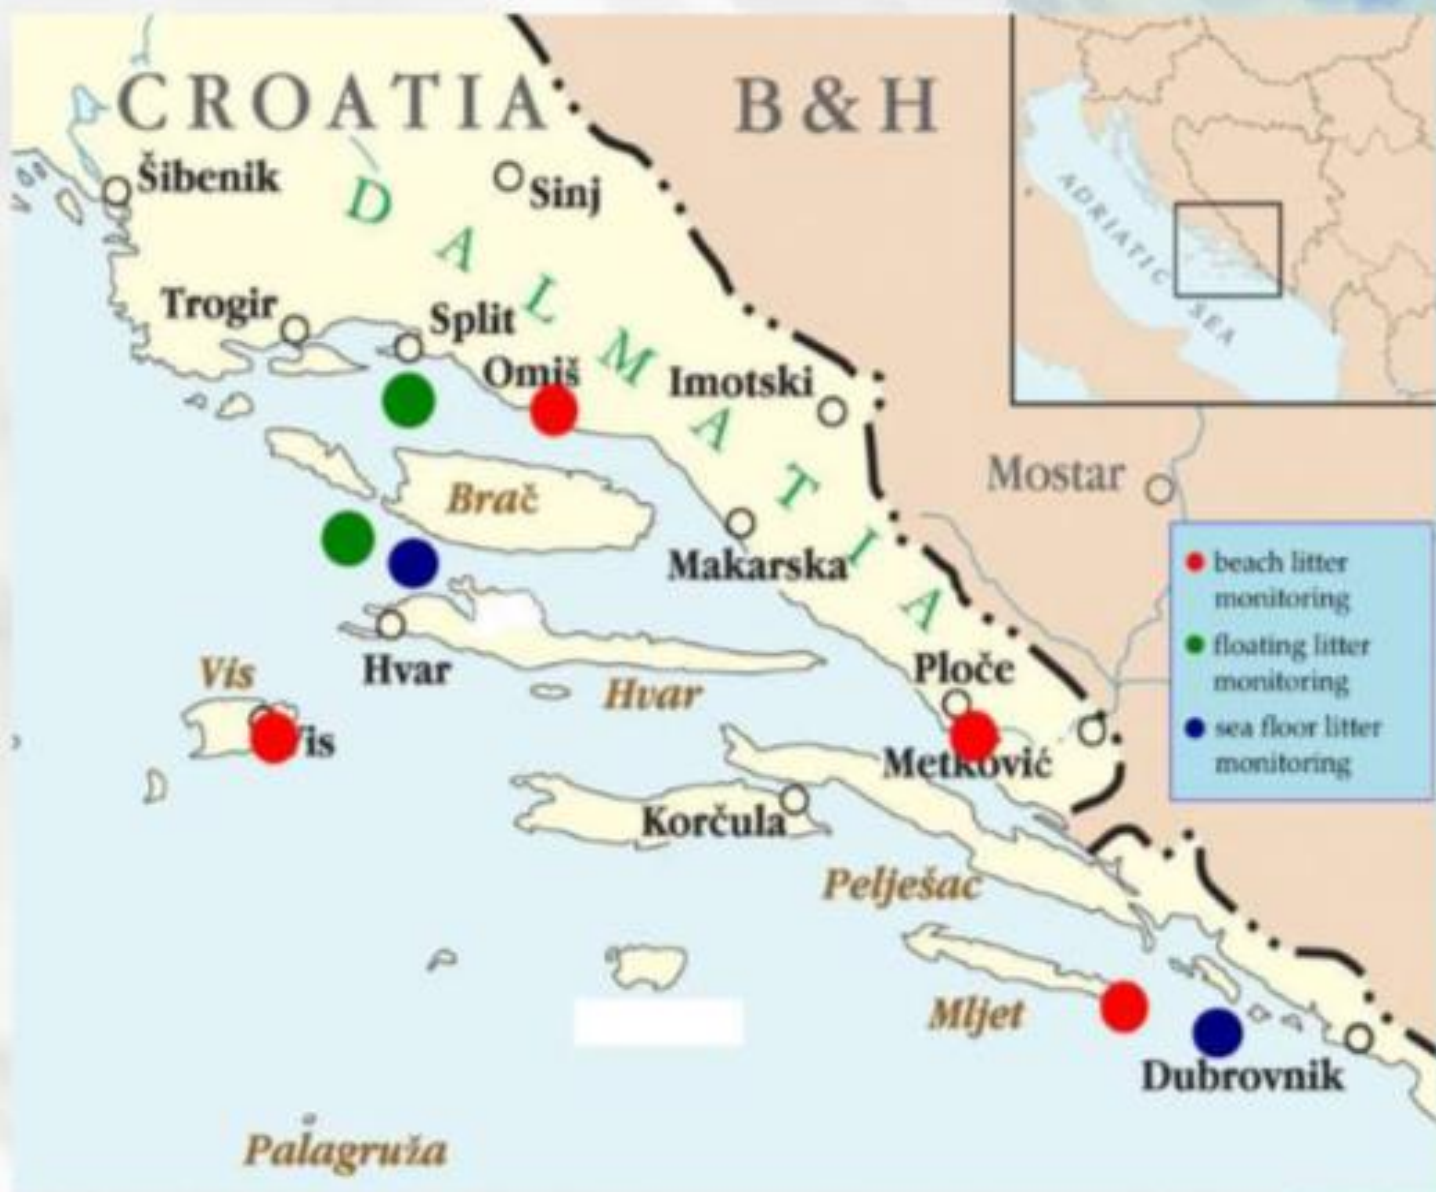 CROATIA
B & H
Šibenik
Sinj
DALMATIA
ADRIATIC SEA
Trogir
Split
Omiš
Imotski
Mostar
Brač
Makarska
beach litter
monitoring
floating litter
monitoring
sea floor litter
monitoring
Hvar
Hvar
Vis
Vis
Ploče
Metković
Korčula
Pelješac
Mljet
Dubrovnik
Palagruža